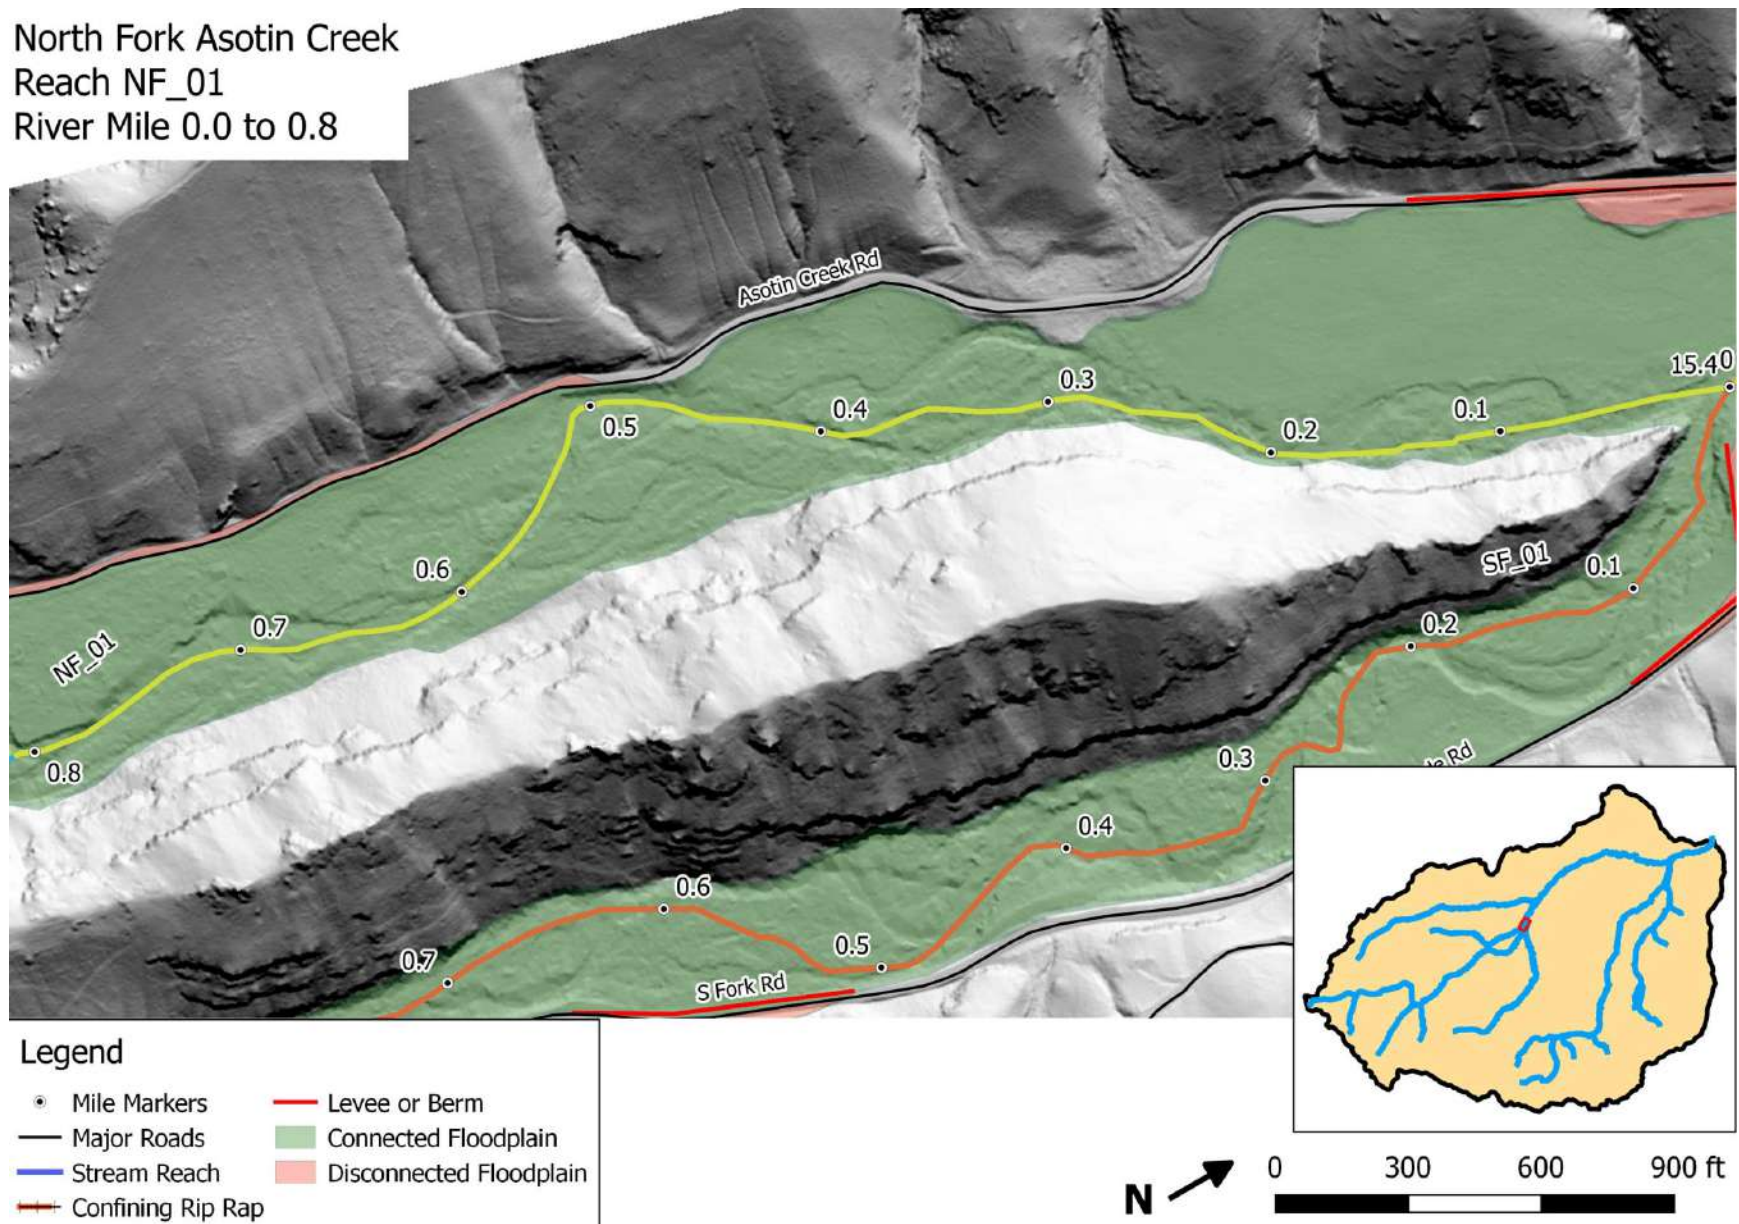 North Fork Asotin Creek
Reach NF_01
River Mile 0.0 to 0.8
Asotin Creek Rd
15.4
0
0.1
0.2
0.3
0.4
0.5
0.6
0.7
0.8
NF_01
SF_01
0.1
0.2
0.3
0.4
0.5
0.6
0.7
S Fork Rd
Rd
Legend
Mile Markers
Major Roads
Stream Reach
Confining Rip Rap
Levee or Berm
Connected Floodplain
Disconnected Floodplain
N
0 300 600 900 ft